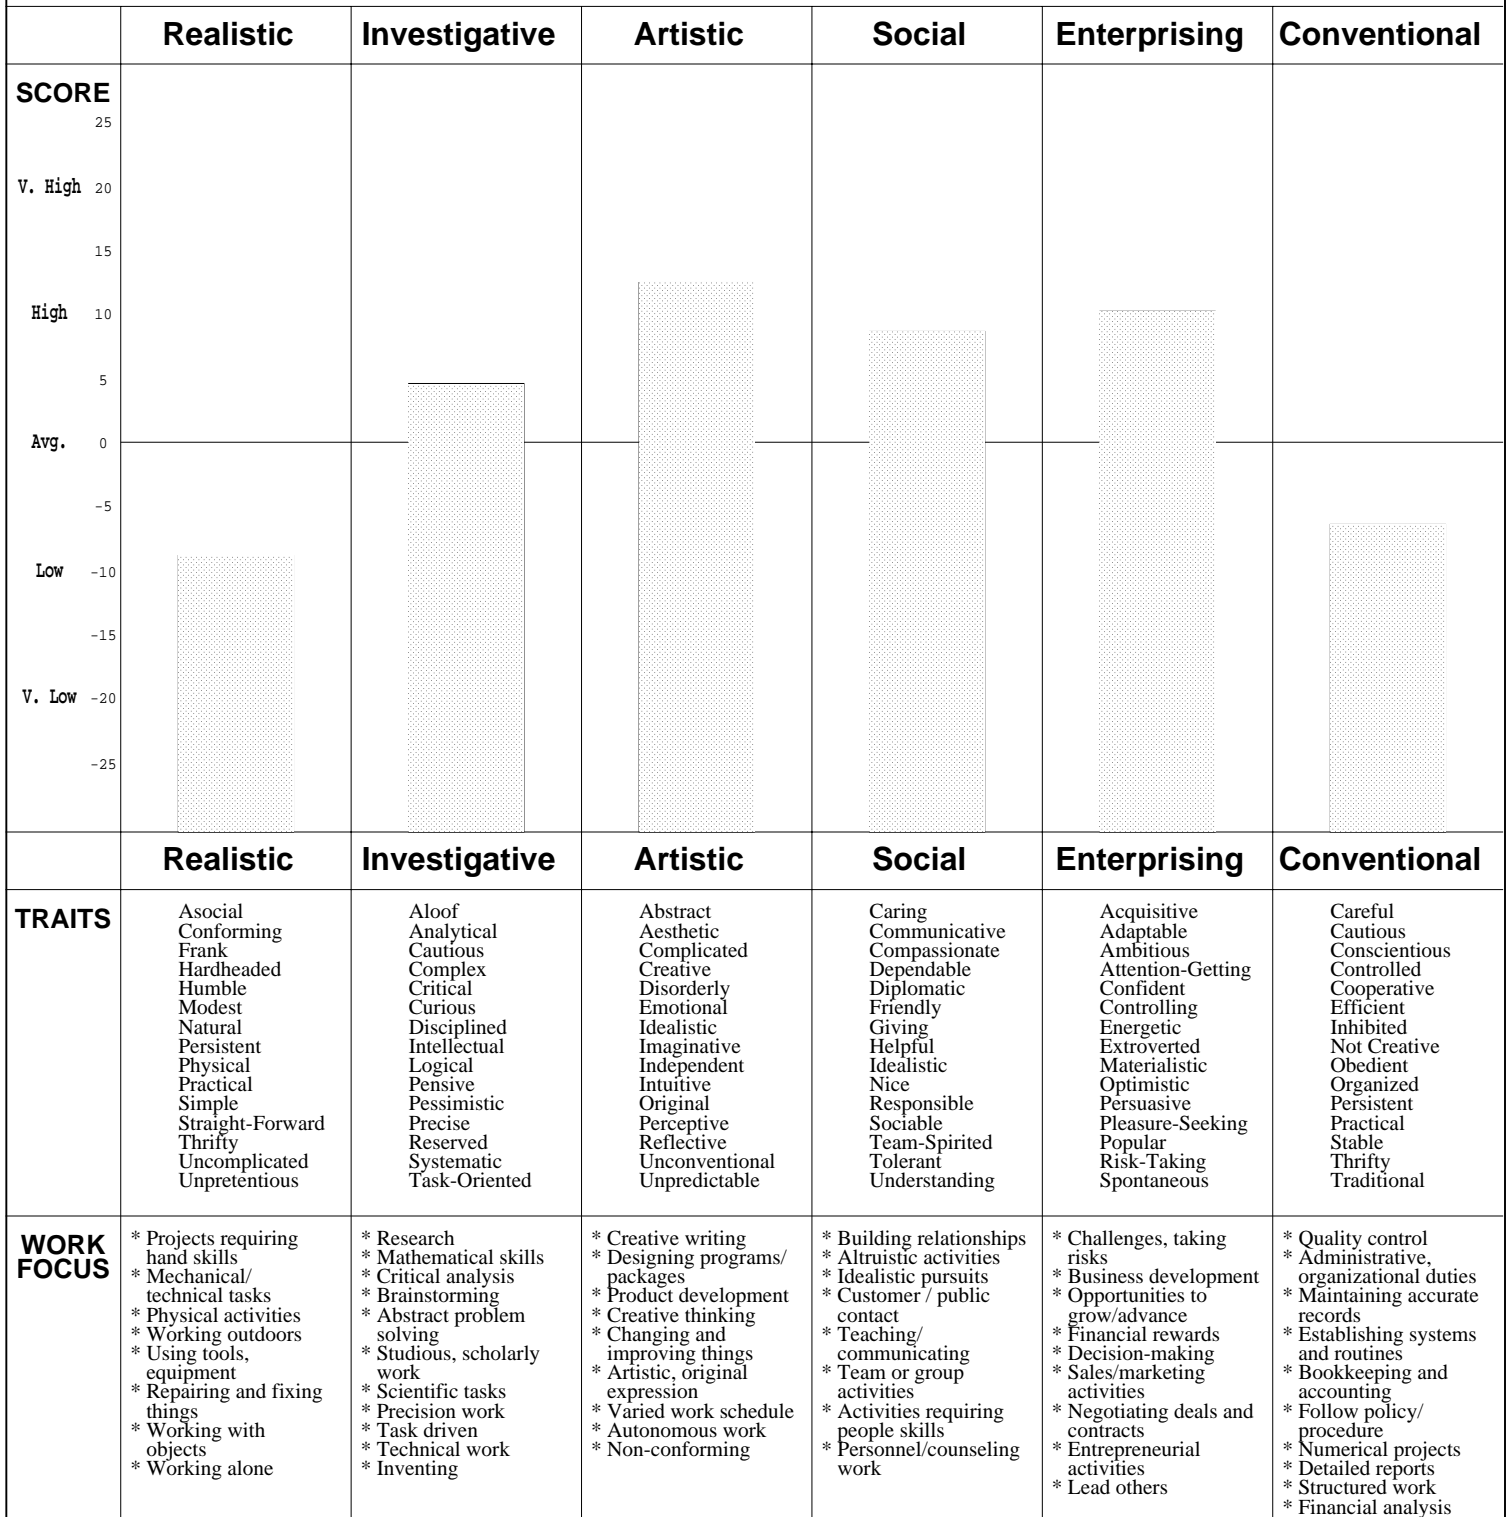 Realistic Investigative Artistic Social Enterprising Conventional
SCORE
25
V. High 20
15
High 10
5
Avg. 0
-5
Low -10
-15
V. Low -20
-25
Realistic Investigative Artistic Social Enterprising Conventional
TRAITS
Asocial
Conforming
Frank
Hardheaded
Humble
Modest
Natural
Persistent
Physical
Practical
Simple
Straight-Forward
Thrifty
Uncomplicated
Unpretentious
Aloof
Analytical
Cautious
Complex
Critical
Curious
Disciplined
Intellectual
Logical
Pensive
Pessimistic
Precise
Reserved
Systematic
Task-Oriented
Abstract
Aesthetic
Complicated
Creative
Disorderly
Emotional
Idealistic
Imaginative
Independent
Intuitive
Original
Perceptive
Reflective
Unconventional
Unpredictable
Caring
Communicative
Compassionate
Dependable
Diplomatic
Friendly
Giving
Helpful
Idealistic
Nice
Responsible
Sociable
Team-Spirited
Tolerant
Understanding
Acquisitive
Adaptable
Ambitious
Attention-Getting
Confident
Controlling
Energetic
Extroverted
Materialistic
Optimistic
Persuasive
Pleasure-Seeking
Popular
Risk-Taking
Spontaneous
Careful
Cautious
Conscientious
Controlled
Cooperative
Efficient
Inhibited
Not Creative
Obedient
Organized
Persistent
Practical
Stable
Thrifty
Traditional
WORK
FOCUS
* Projects requiring
hand skills
* Mechanical/
technical tasks
* Physical activities
* Working outdoors
* Using tools,
equipment
* Repairing and fixing
things
* Working with
objects
* Working alone
* Research
* Mathematical skills
* Critical analysis
* Brainstorming
* Abstract problem
solving
* Studious, scholarly
work
* Scientific tasks
* Precision work
* Task driven
* Technical work
* Inventing
* Creative writing
* Designing programs/
packages
* Product development
* Creative thinking
* Changing and
improving things
* Artistic, original
expression
* Varied work schedule
* Autonomous work
* Non-conforming
* Building relationships
* Altruistic activities
* Idealistic pursuits
* Customer / public
contact
* Teaching/
communicating
* Team or group
activities
* Activities requiring
people skills
* Personnel/counseling
work
* Challenges, taking
risks
* Business development
* Opportunities to
grow/advance
* Financial rewards
* Decision-making
* Sales/marketing
activities
* Negotiating deals and
contracts
* Entrepreneurial
activities
* Lead others
* Quality control
* Administrative,
organizational duties
* Maintaining accurate
records
* Establishing systems
and routines
* Bookkeeping and
accounting
* Follow policy/
procedure
* Numerical projects
* Detailed reports
* Structured work
* Financial analysis